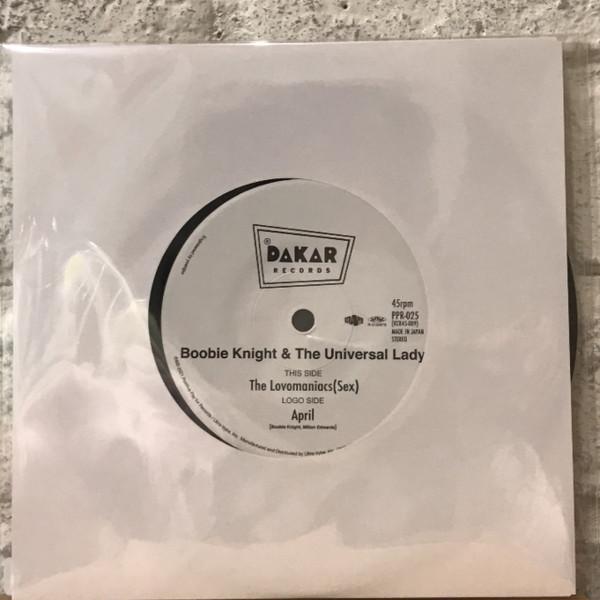 DAKAR
RECORDS
45rpm
PPR-025
MADE IN JAPAN
STEREO
Boobie Knight & The Universal Lady
THIS SIDE
The Lovomaniacs(Sex)
LOGO SIDE
April
[Boobie Knight, Milton Edwards]